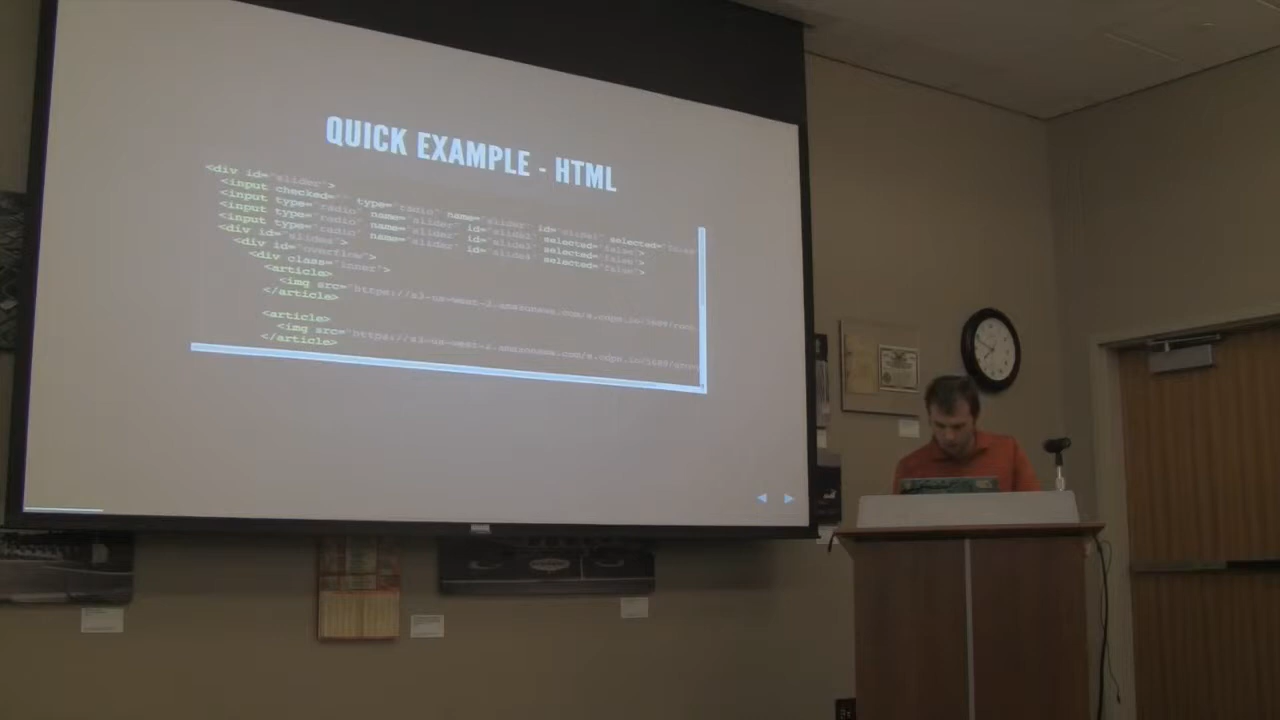 QUICK EXAMPLE - HTML
<div id="slider">
<input checked="" type="radio" name="slider" id="slide1" selected="false">
<input type="radio" name="slider" id="slide2" selected="false">
<input type="radio" name="slider" id="slide3" selected="false">
<input type="radio" name="slider" id="slide4" selected="false">
<div id="slides">
<div id="overflow">
<div class="inner">
<article>
<img src="https://s3-us-west-2.amazonaws.com/s.cdpn.io/5689/
</article>
<article>
<img src="https://s3-us-west-2.amazonaws.com/s.cdpn.io/5689/
</article>